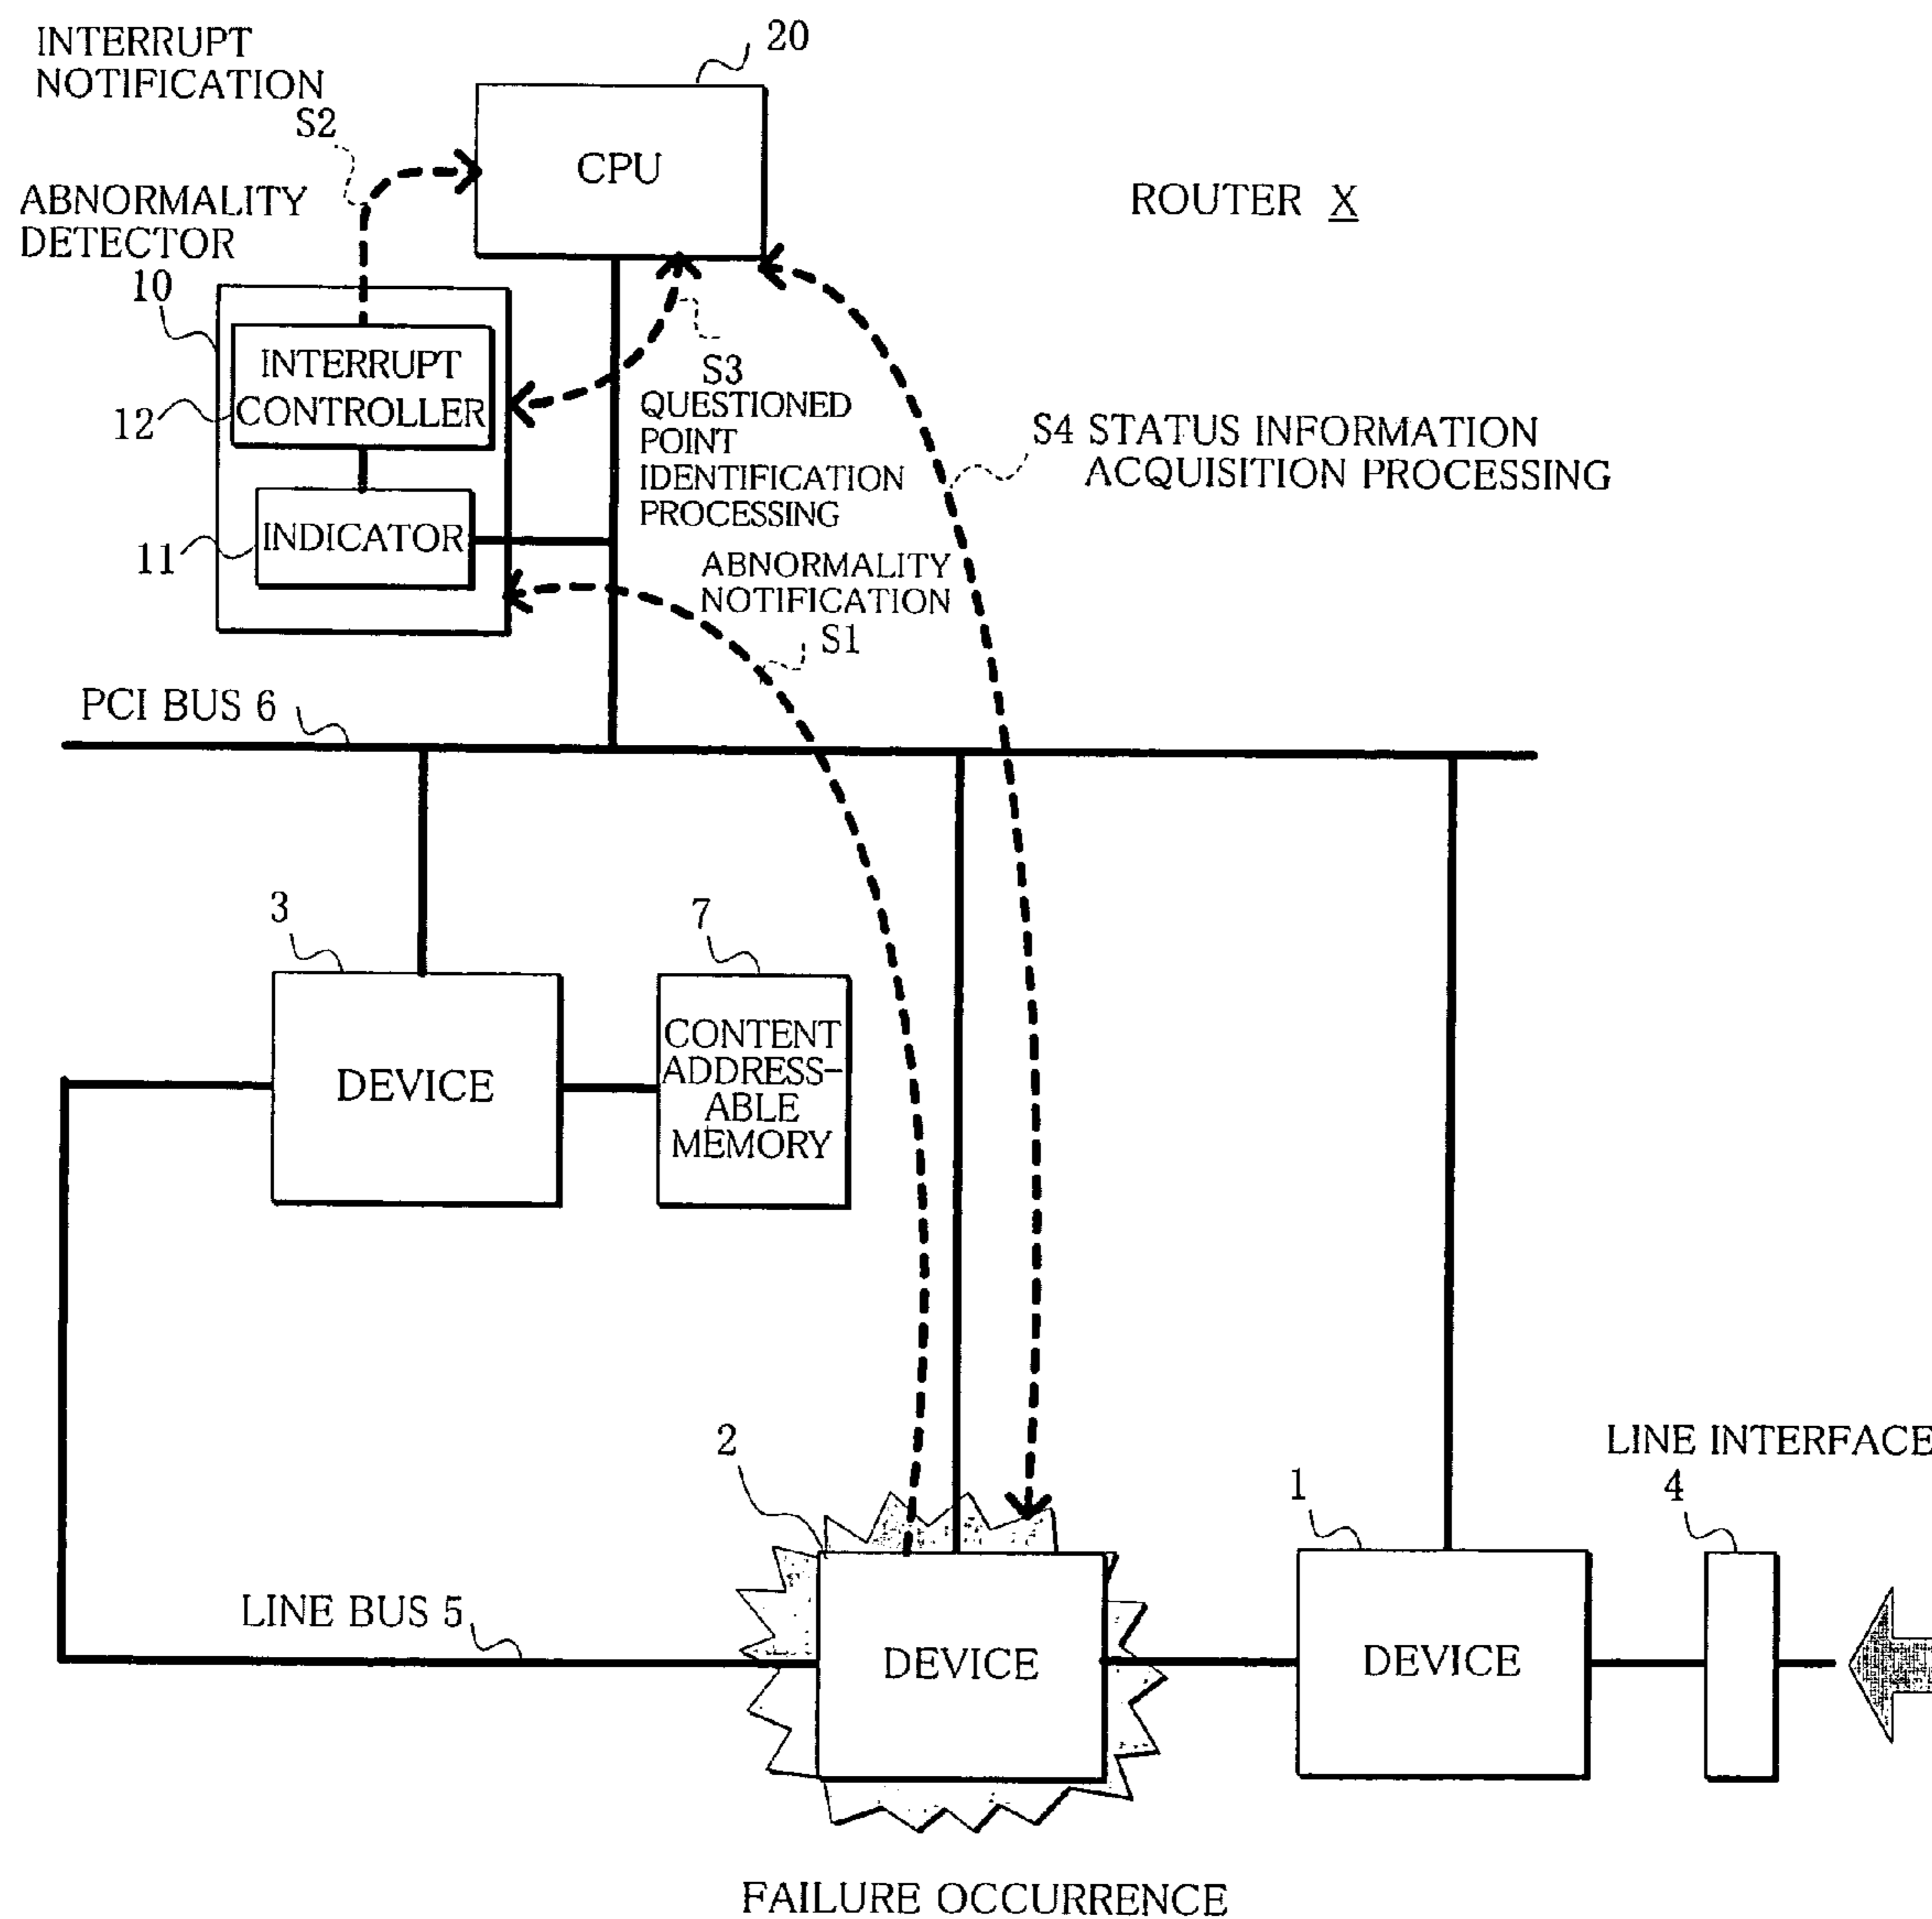 INTERRUPT
NOTIFICATION
S2
20
CPU
ROUTER X
ABNORMALITY
DETECTOR
10
INTERRUPT
CONTROLLER
12
INDICATOR
11
S3
QUESTIONED
POINT
IDENTIFICATION
PROCESSING
S4 STATUS INFORMATION
ACQUISITION PROCESSING
ABNORMALITY
NOTIFICATION
S1
PCI BUS 6
3
DEVICE
7
CONTENT
ADDRESS-
ABLE
MEMORY
2
DEVICE
1
DEVICE
LINE INTERFACE
4
LINE BUS 5
FAILURE OCCURRENCE